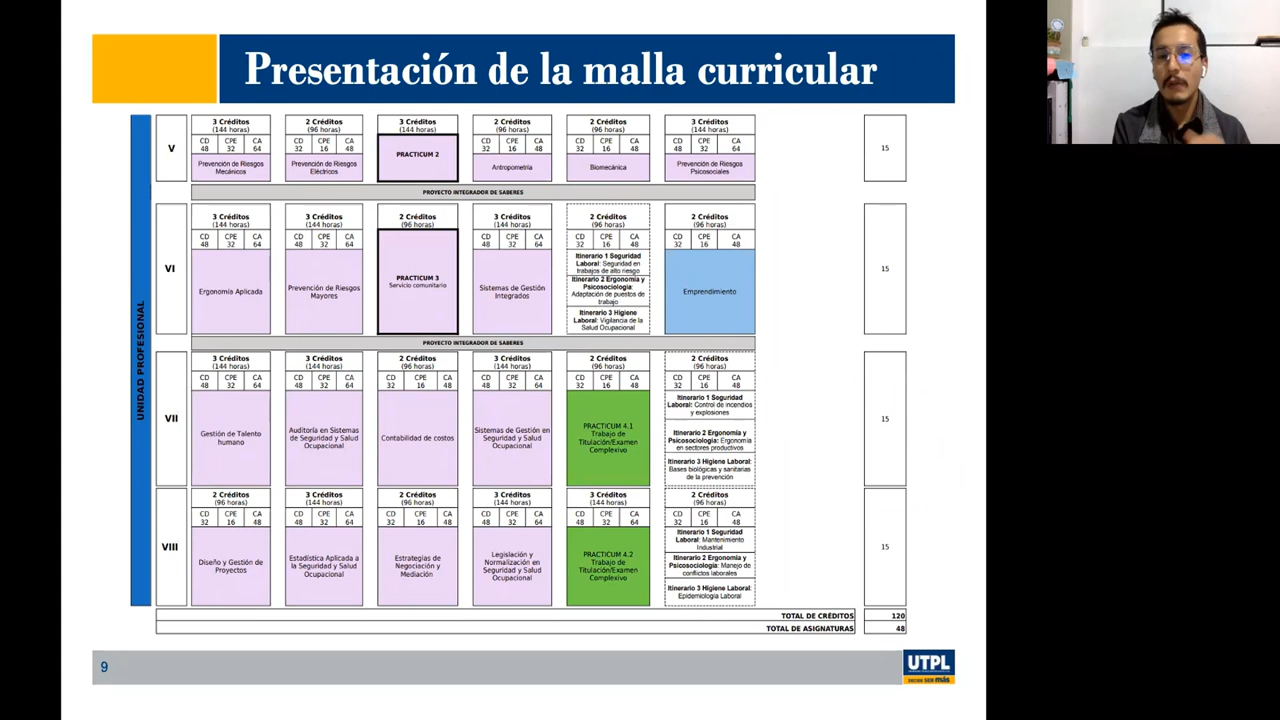 Presentación de la malla curricular
UNIDAD PROFESIONAL
V
3 Créditos
(144 horas)
CD CPE CA
48 32 64
Prevención de Riesgos
Mecánicos
2 Créditos
(96 horas)
CD CPE CA
32 16 48
Prevención de Riesgos
Eléctricos
3 Créditos
(144 horas)
PRACTICUM 2
2 Créditos
(96 horas)
CD CPE CA
32 16 48
Antropometría
2 Créditos
(96 horas)
CD CPE CA
32 16 48
Biomecánica
3 Créditos
(144 horas)
CD CPE CA
48 32 64
Prevención de Riesgos
Psicosociales
15
PROYECTO INTEGRADOR DE SABERES
VI
3 Créditos
(144 horas)
CD CPE CA
48 32 64
Ergonomía Aplicada
3 Créditos
(144 horas)
CD CPE CA
48 32 64
Prevención de Riesgos
Mayores
2 Créditos
(96 horas)
PRACTICUM 3
Servicio comunitario
3 Créditos
(144 horas)
CD CPE CA
48 32 64
Sistemas de Gestión
Integrados
2 Créditos
(96 horas)
CD CPE CA
32 16 48
Itinerario 1 Seguridad
Laboral: Seguridad en
trabajos de alto riesgo
Itinerario 2 Ergonomía y
Psicosociología:
Adaptación de puestos de
trabajo
Itinerario 3 Higiene
Laboral: Vigilancia de la
Salud Ocupacional
2 Créditos
(96 horas)
CD CPE CA
32 16 48
Emprendimiento
15
PROYECTO INTEGRADOR DE SABERES
VII
3 Créditos
(144 horas)
CD CPE CA
48 32 64
Gestión de Talento
humano
3 Créditos
(144 horas)
CD CPE CA
48 32 64
Auditoría en Sistemas
de Seguridad y Salud
Ocupacional
2 Créditos
(96 horas)
CD CPE CA
32 16 48
Contabilidad de costos
3 Créditos
(144 horas)
CD CPE CA
48 32 64
Sistemas de Gestión en
Seguridad y Salud
Ocupacional
2 Créditos
(96 horas)
CD CPE CA
32 16 48
PRACTICUM 4.1
Trabajo de
Titulación/Examen
Complexivo
2 Créditos
(96 horas)
CD CPE CA
32 16 48
Itinerario 1 Seguridad
Laboral: Control de incendios
y explosiones
Itinerario 2 Ergonomía y
Psicosociología: Ergonomía
en sectores productivos
Itinerario 3 Higiene Laboral:
Bases biológicas y sanitarias
de la prevención
15
VIII
2 Créditos
(96 horas)
CD CPE CA
32 16 48
Diseño y Gestión de
Proyectos
3 Créditos
(144 horas)
CD CPE CA
48 32 64
Estadística Aplicada a
la Seguridad y Salud
Ocupacional
2 Créditos
(96 horas)
CD CPE CA
32 16 48
Estrategias de
Negociación y
Mediación
3 Créditos
(144 horas)
CD CPE CA
48 32 64
Legislación y
Normalización en
Seguridad y Salud
Ocupacional
3 Créditos
(144 horas)
CD CPE CA
48 32 64
PRACTICUM 4.2
Trabajo de
Titulación/Examen
Complexivo
2 Créditos
(96 horas)
CD CPE CA
32 16 48
Itinerario 1 Seguridad
Laboral: Mantenimiento
Industrial
Itinerario 2 Ergonomía y
Psicosociología: Manejo de
conflictos laborales
Itinerario 3 Higiene Laboral:
Epidemiología Laboral
15
TOTAL DE CRÉDITOS 120
TOTAL DE ASIGNATURAS 48
9
UTPL
DECIDE SER más